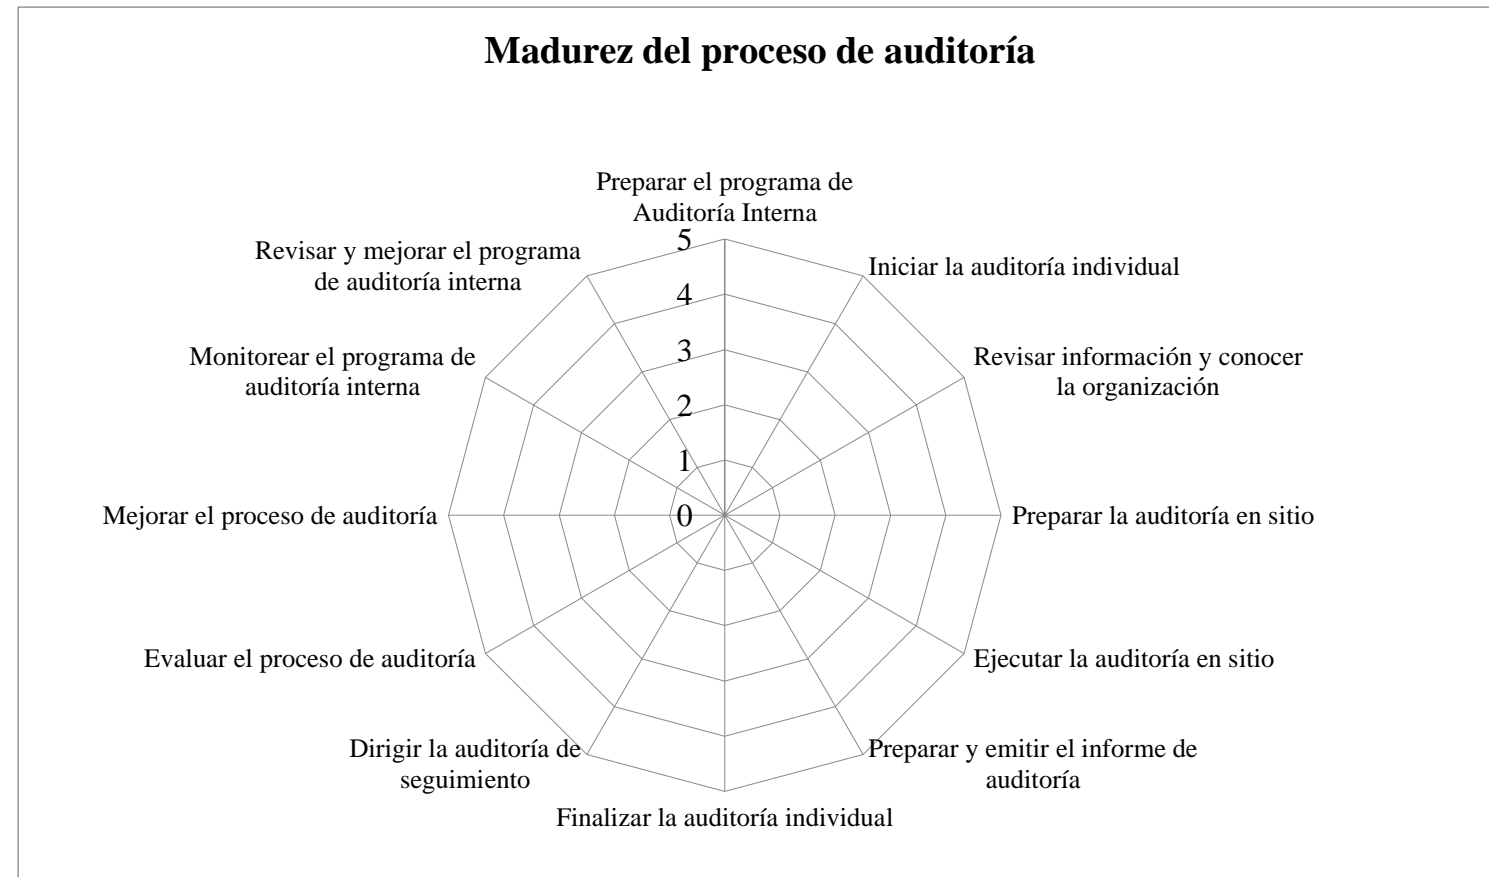 Madurez del proceso de auditoría
Preparar el programa de
Auditoría Interna
Iniciar la auditoría individual
Revisar información y conocer
la organización
Preparar la auditoría en sitio
Ejecutar la auditoría en sitio
Preparar y emitir el informe de
auditoría
Finalizar la auditoría individual
Dirigir la auditoría de
seguimiento
Evaluar el proceso de auditoría
Mejorar el proceso de auditoría
Monitorear el programa de
auditoría interna
Revisar y mejorar el programa
de auditoría interna
5
4
3
2
1
0